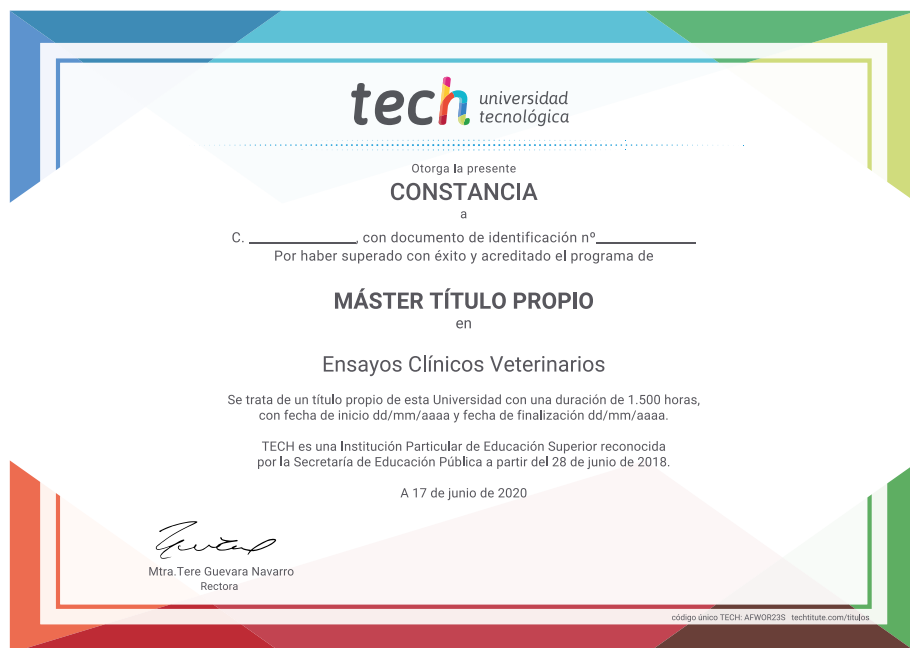 tech universidad
tecnológica
Otorga la presente
CONSTANCIA
a
C. ____________, con documento de identificación nº____________
Por haber superado con éxito y acreditado el programa de
MÁSTER TÍTULO PROPIO
en
Ensayos Clínicos Veterinarios
Se trata de un título propio de esta Universidad con una duración de 1.500 horas,
con fecha de inicio dd/mm/aaaa y fecha de finalización dd/mm/aaaa.
TECH es una Institución Particular de Educación Superior reconocida
por la Secretaría de Educación Pública a partir del 28 de junio de 2018.
A 17 de junio de 2020
Mtra.Tere Guevara Navarro
Rectora
código único TECH: AFWOR23S techtitute.com/titulos